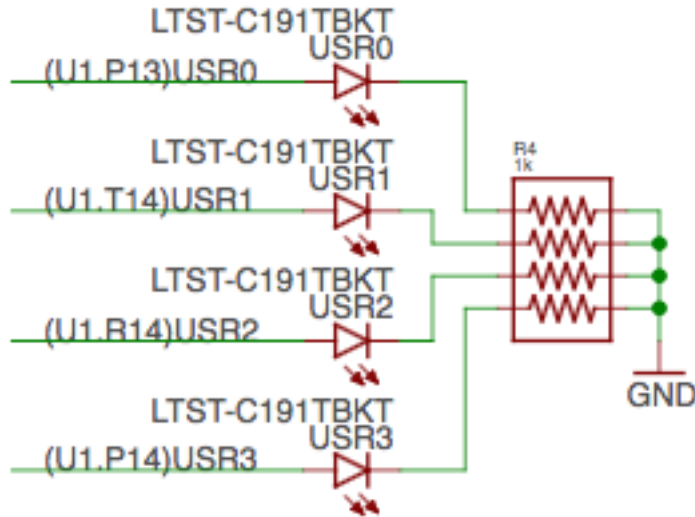 LTST-C191TBKT
USR0
(U1.P13)USR0
LTST-C191TBKT
USR1
(U1.T14)USR1
R4
1k
LTST-C191TBKT
USR2
(U1.R14)USR2
GND
LTST-C191TBKT
USR3
(U1.P14)USR3